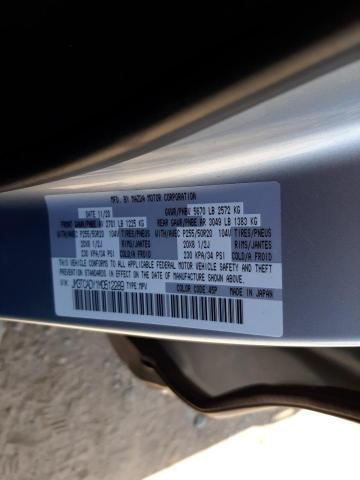 MFD. BY MAZDA MOTOR CORPORATION
DATE 11/20 GVWR/PNBV 5670 LB 2572 KG
FRONT GAWR/PNBE AV 2701 LB 1225 KG REAR GAWR/PNBE AR 3049 LB 1383 KG
WITH/AVEC P255/50R20 104V TIRES/PNEUS WITH/AVEC P255/50R20 104V TIRES/PNEUS
20X8 1/2J RIMS/JANTES 20X8 1/2J RIMS/JANTES
230 KPA/34 PSI 230 KPA/34 PSI
THIS VEHICLE CONFORMS TO ALL APPLICABLE FEDERAL MOTOR VEHICLE
SAFETY, BUMPER, AND THEFT PREVENTION STANDARDS IN
EFFECT ON THE DATE OF MANUFACTURE SHOWN ABOVE.
VIN: TYPE:MPV COLOR CODE:45P MADE IN JAPAN